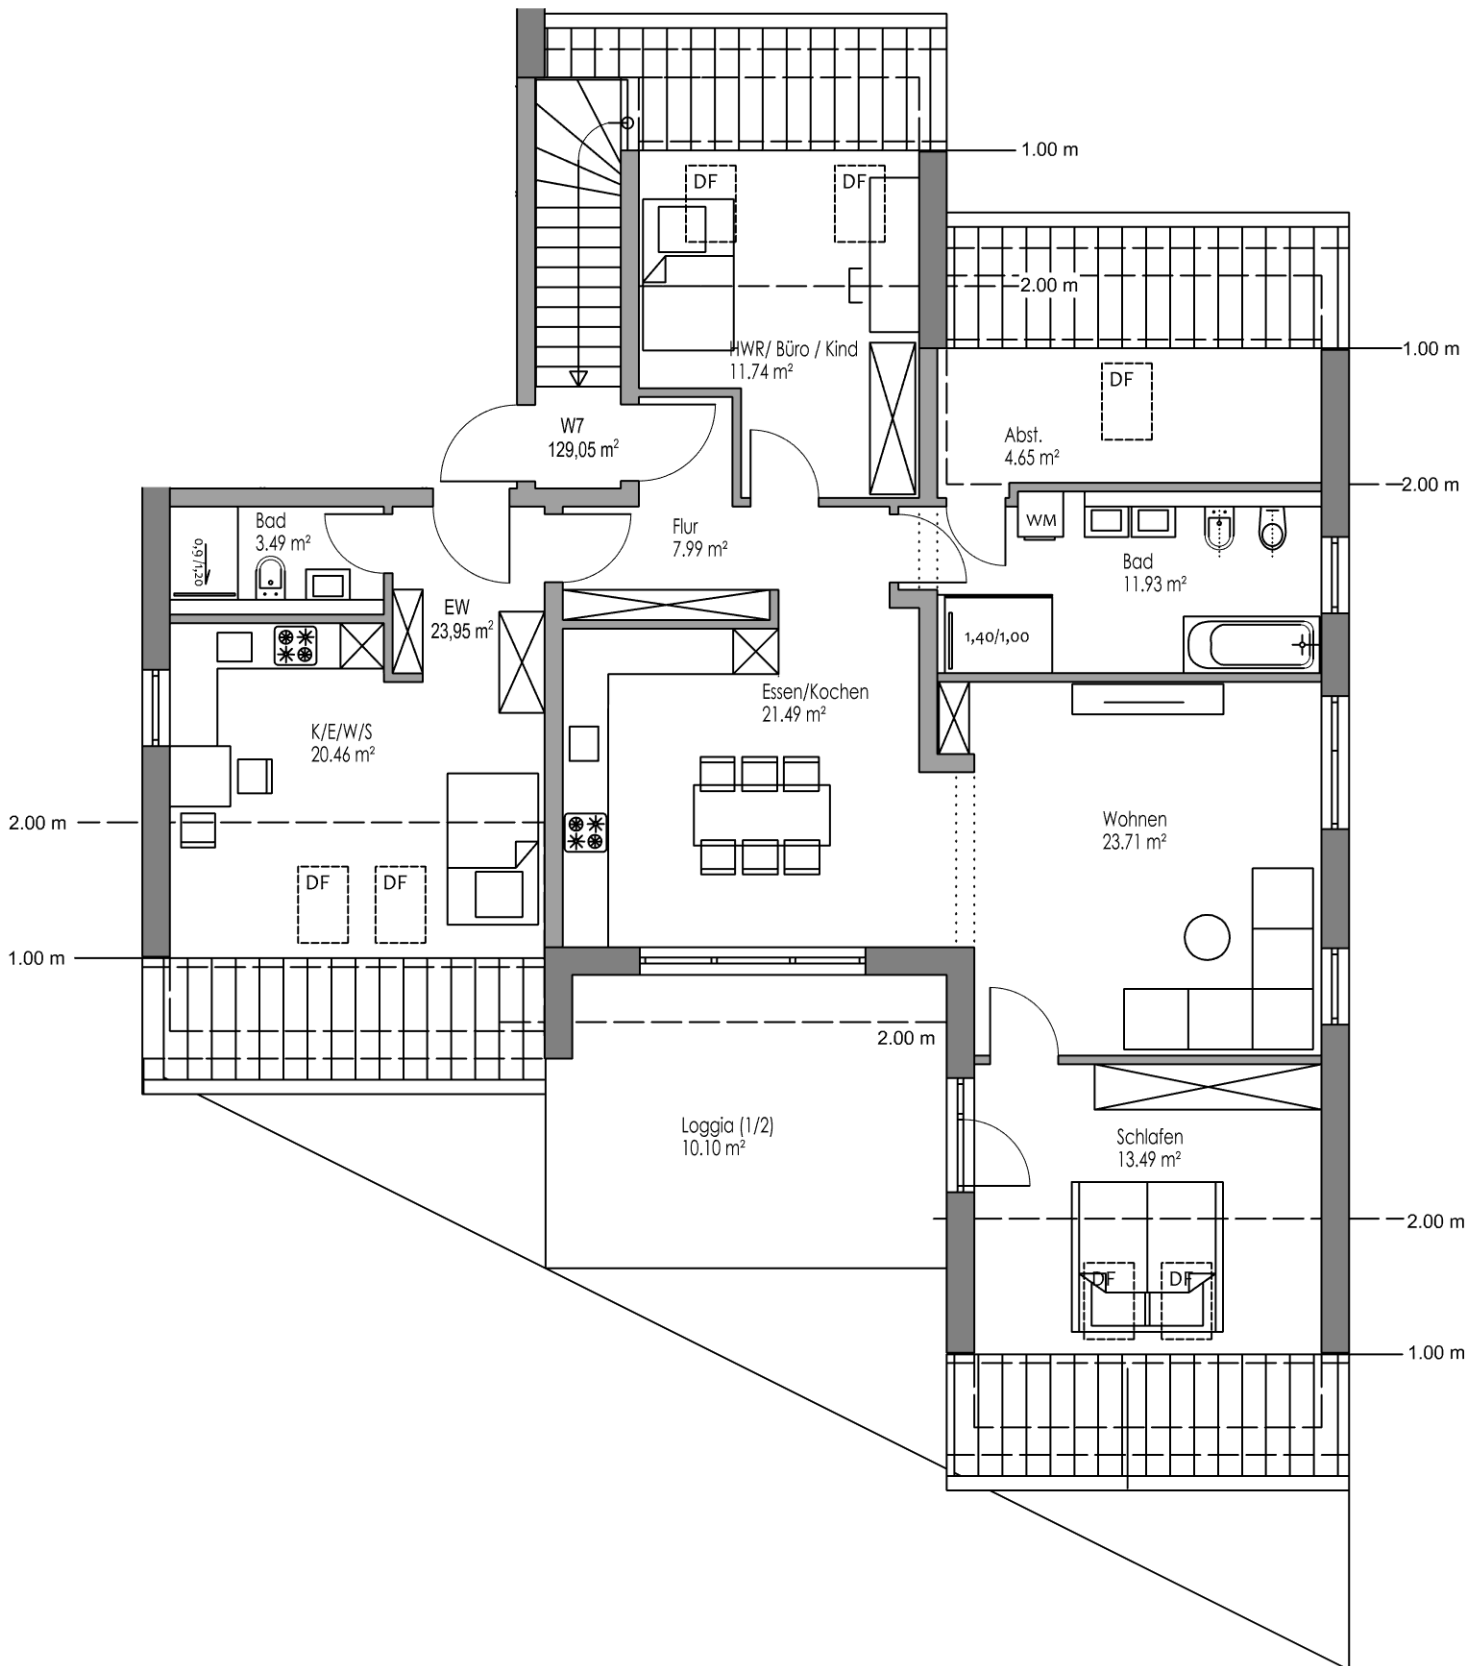 1.00 m
DF
DF
2.00 m
HWR/ Büro / Kind
11.74 m²
1.00 m
DF
W7
129,05 m²
Abst.
4.65 m²
2.00 m
Bad
3.49 m²
0,9/1,20
Flur
7.99 m²
WM
Bad
11.93 m²
EW
23,95 m²
1,40/1,00
Essen/Kochen
21.49 m²
K/E/W/S
20.46 m²
2.00 m
Wohnen
23.71 m²
DF
DF
1.00 m
2.00 m
Loggia (1/2)
10.10 m²
Schlafen
13.49 m²
2.00 m
DF
DF
1.00 m